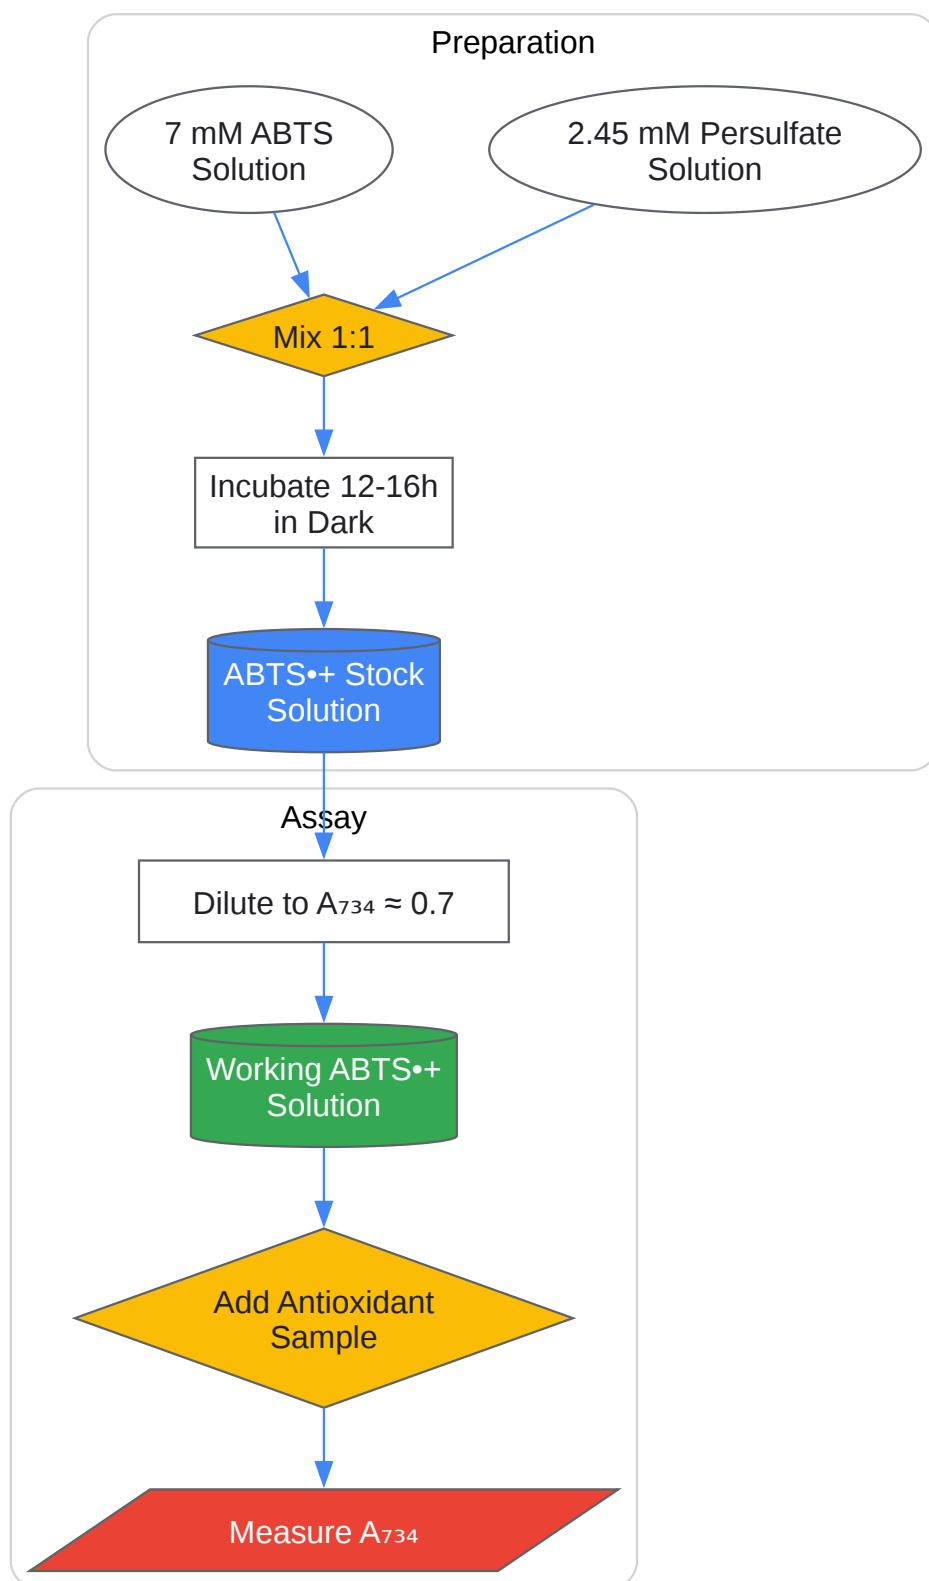 Preparation
7 mM ABTS
Solution
2.45 mM Persulfate
Solution
Mix 1:1
Incubate 12-16h
in Dark
ABTS•+ Stock
Solution
Assay
Dilute to A₇₃₄ ≈ 0.7
Working ABTS•+
Solution
Add Antioxidant
Sample
Measure A₇₃₄